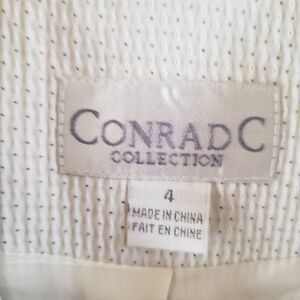 CONRAD C
COLLECTION
4
MADE IN CHINA
FAIT EN CHINE